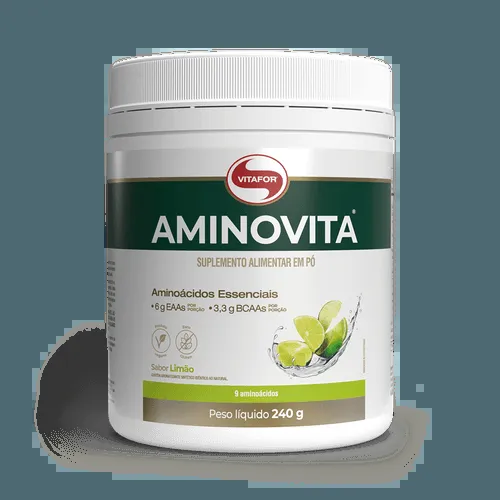 VITAFOR
AMINOVITA
SUPLEMENTO ALIMENTAR EM PÓ
Aminoácidos Essenciais
• 6 g EAAs POR PORÇÃO • 3,3 g BCAAs POR PORÇÃO
Sabor Limão
9 aminoácidos
Peso líquido 240 g